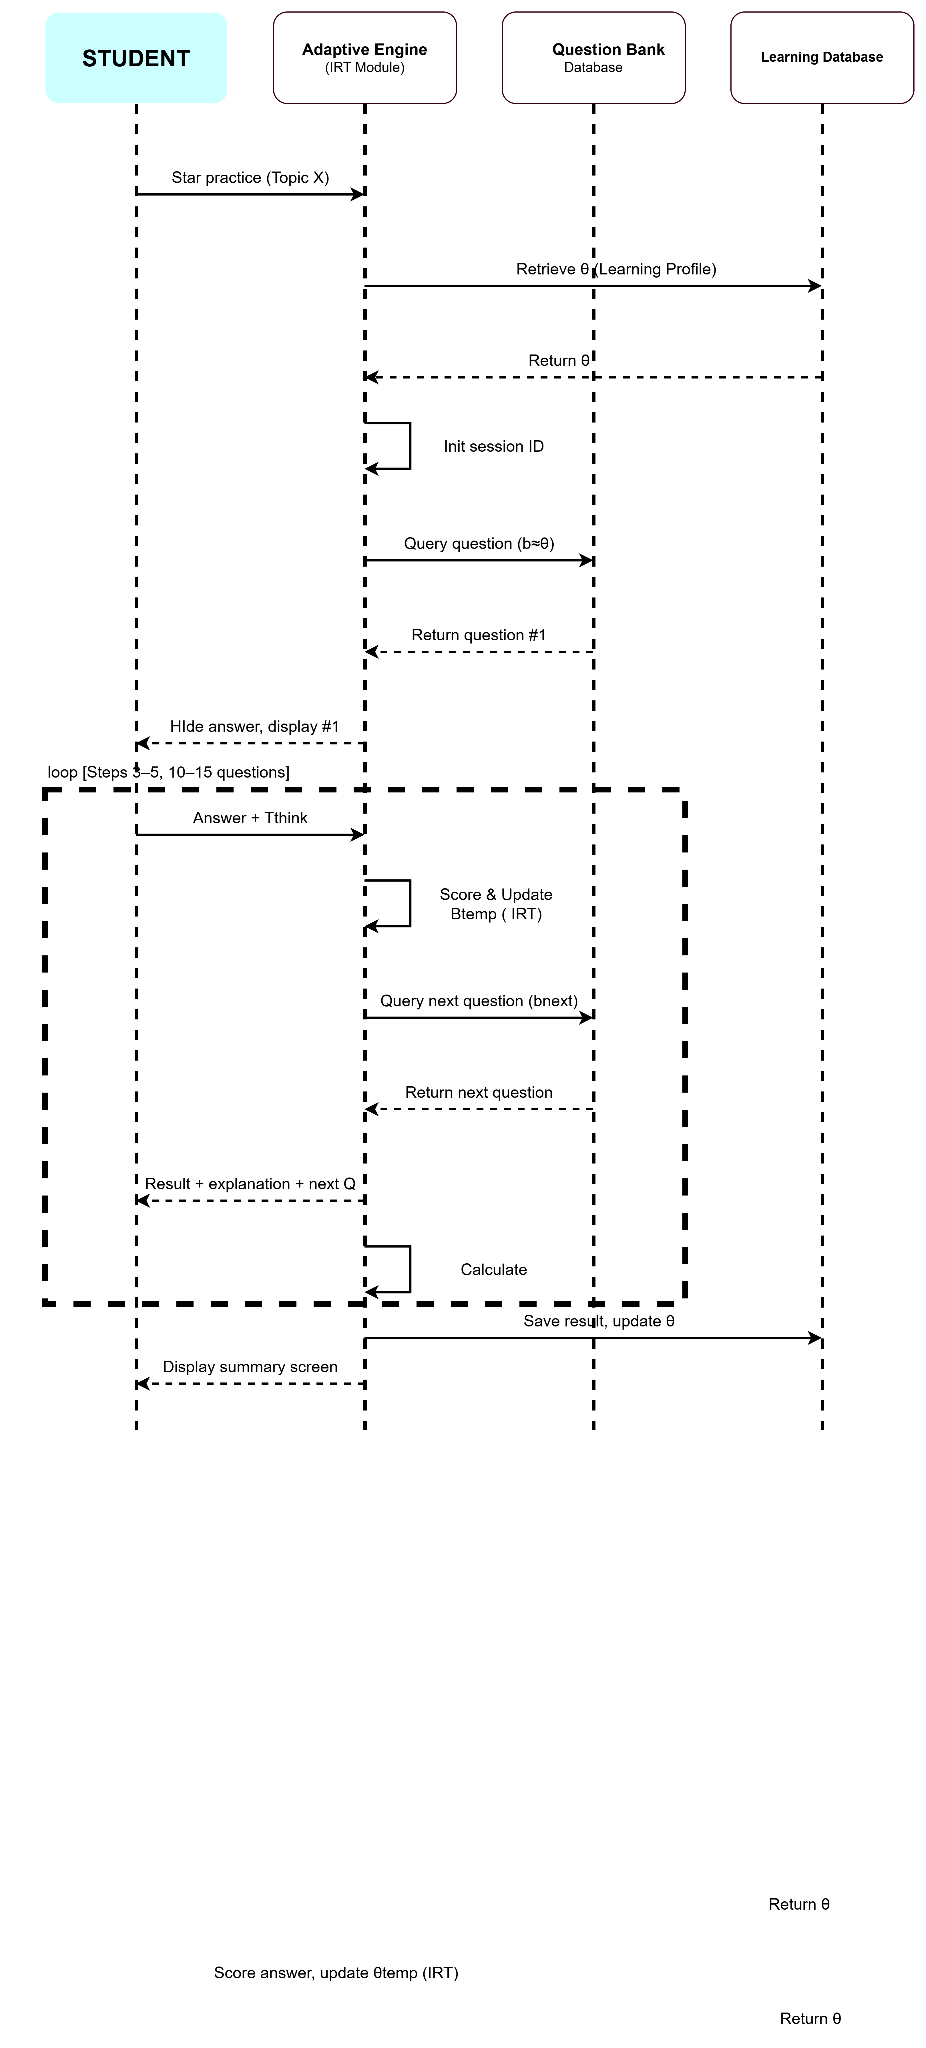 STUDENT
Adaptive Engine
(IRT Module)
Question Bank
Database
Learning Database
Star practice (Topic X)
Retrieve θ (Learning Profile)
Return θ
Init session ID
Query question (b≈θ)
Return question #1
HIde answer, display #1
loop [Steps 3–5, 10–15 questions]
Answer + Tthink
Score & Update
Btemp ( IRT)
Query next question (bnext)
Return next question
Result + explanation + next Q
Calculate
Save result, update θ
Display summary screen
Return θ
Score answer, update θtemp (IRT)
Return θ